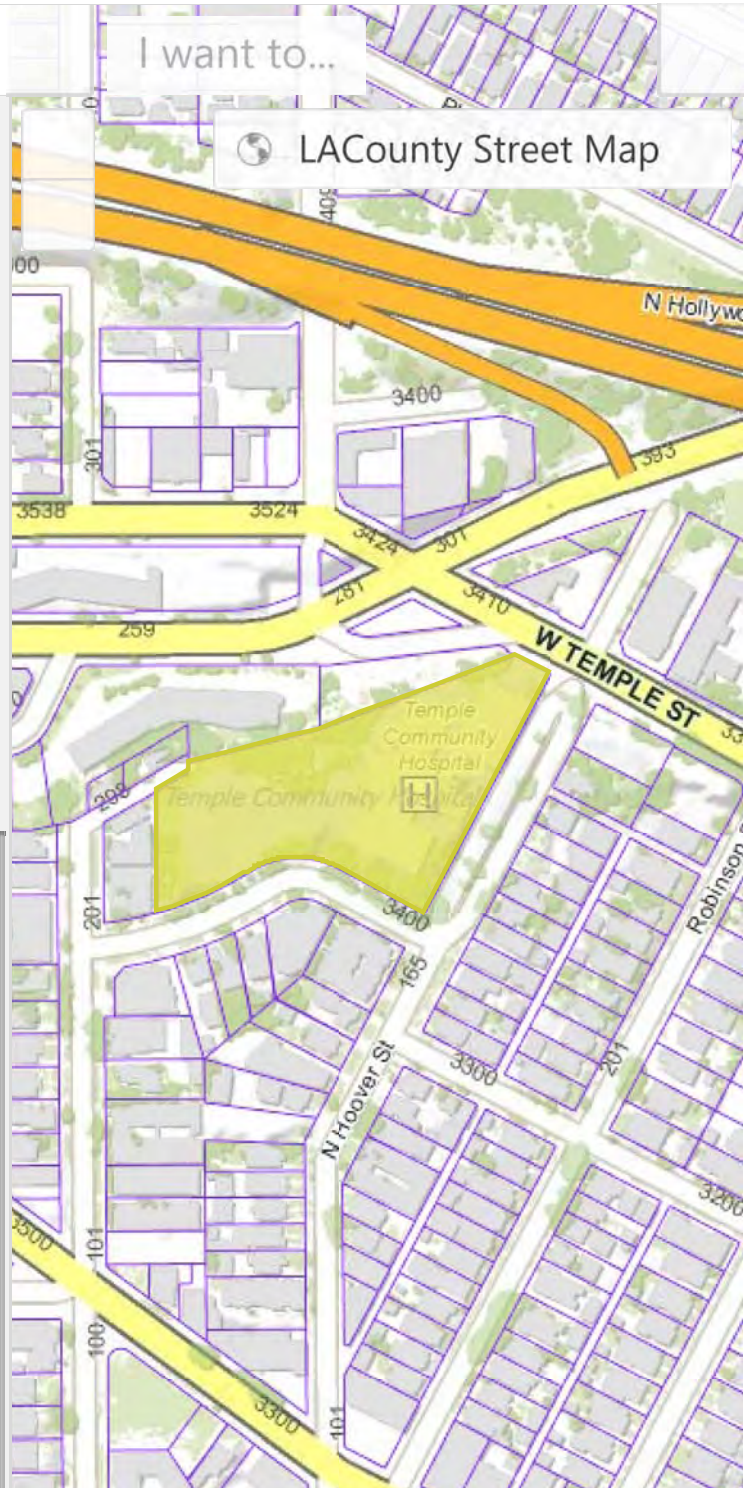 I want to...
LACounty Street Map
409
00
N Hollywo
3400
301
393
3538
3524
3424
301
281
3410
259
W TEMPLE ST
33
Temple
Community
Hospital
H
Temple Community Hospital
298
201
3400
Robinson
165
3300
201
N Hoover St
3200
3500
101
100
3300
101